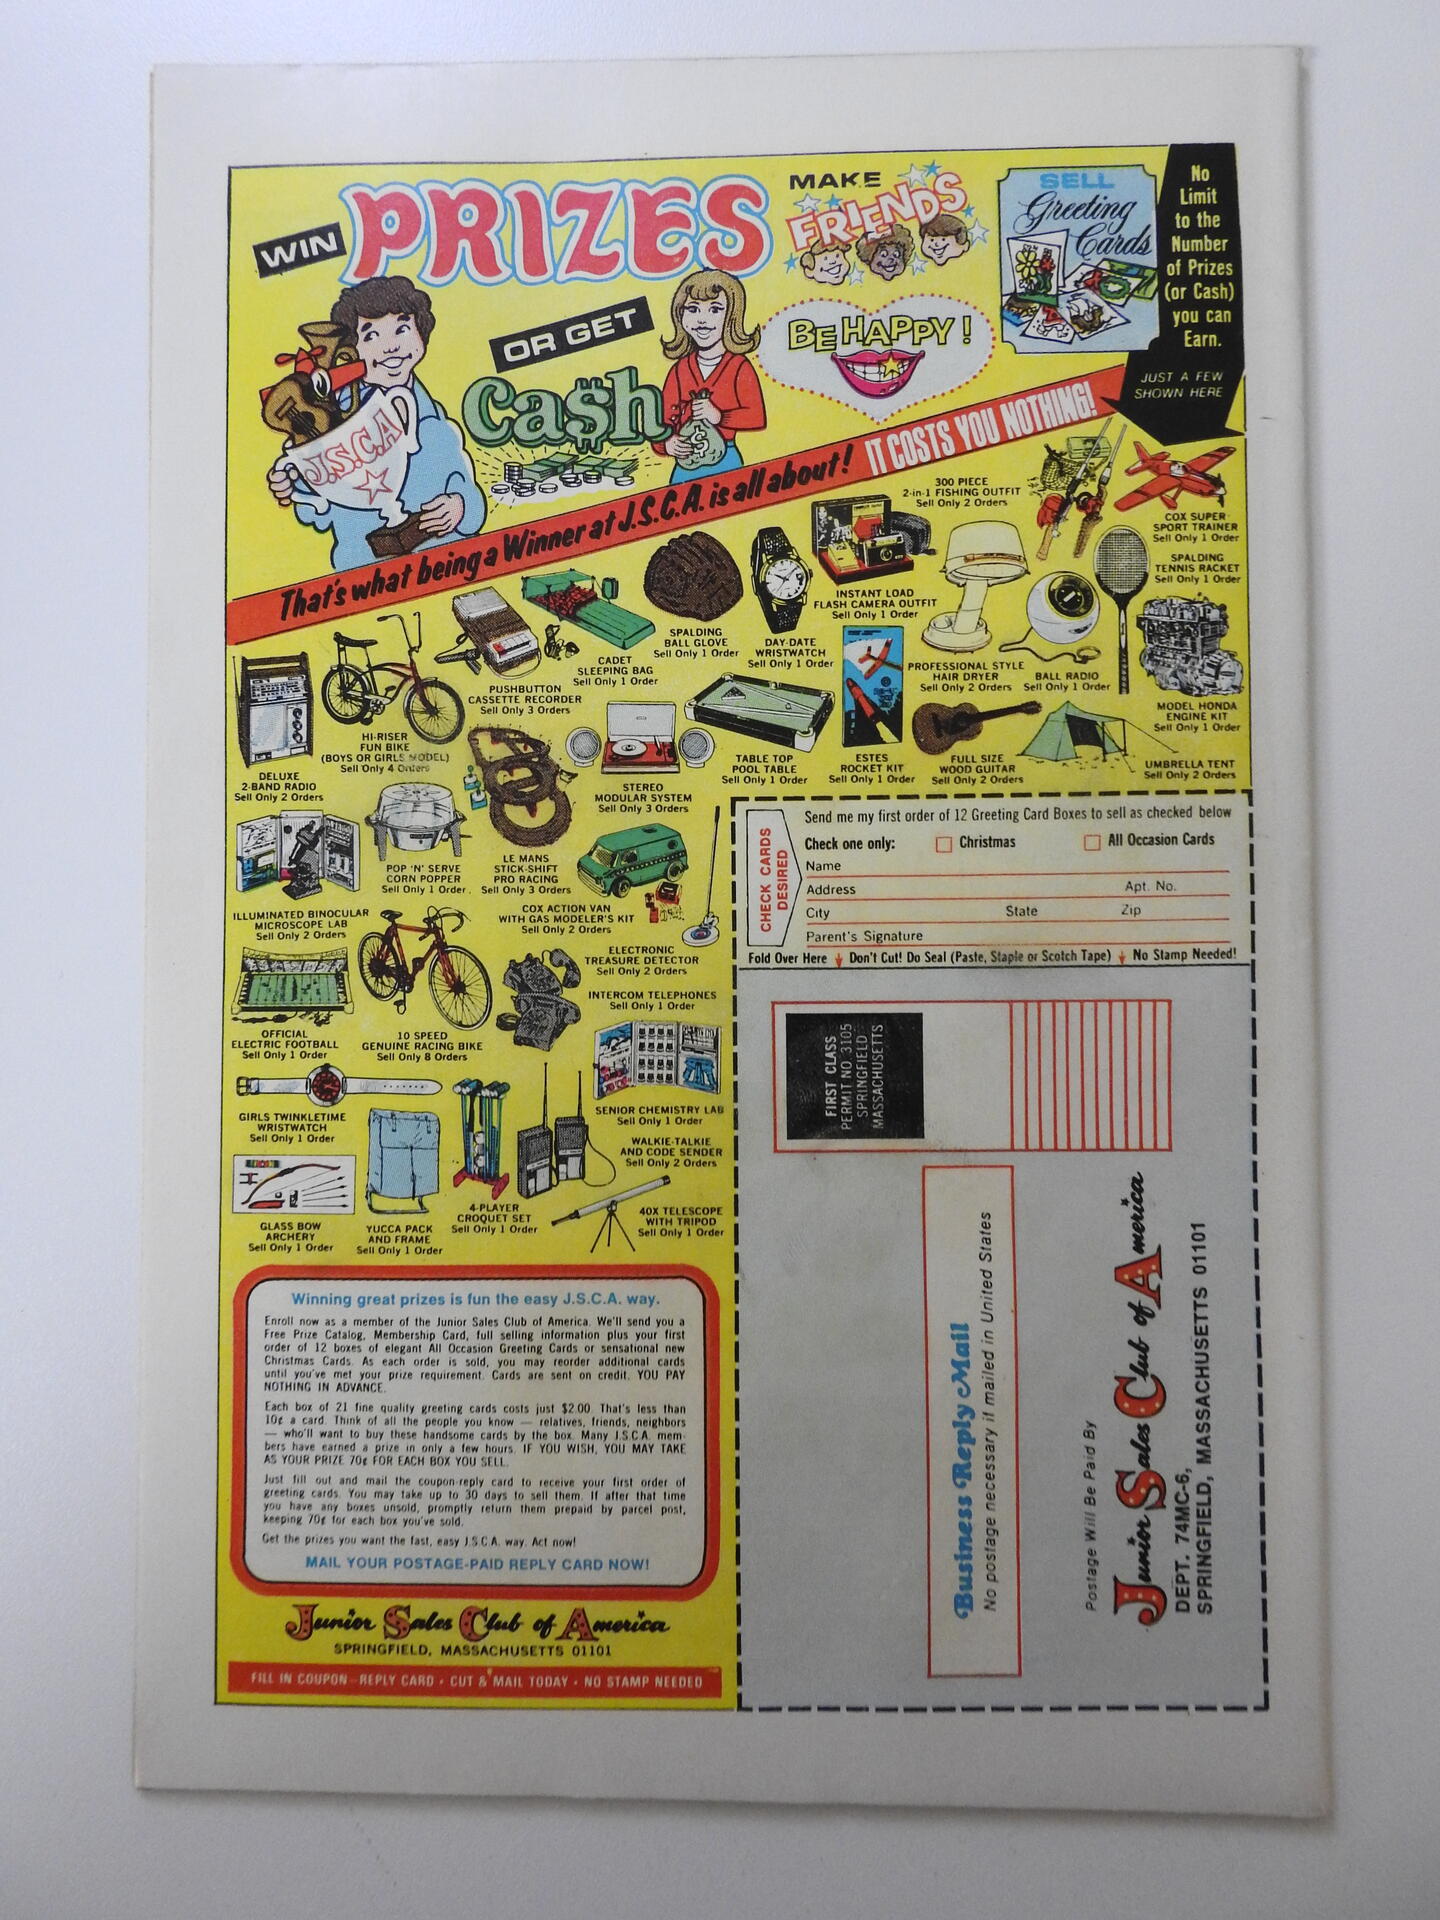 WIN PRIZES
OR GET
Ca$h
MAKE
FRIENDS
BE HAPPY!
SELL
Greeting
Cards
No
Limit
to the
Number
of Prizes
(or Cash)
you can
Earn.
JUST A FEW
SHOWN HERE
J.S.C.A.
$
That's what being a Winner at J.S.C.A. is all about! IT COSTS YOU NOTHING!
300 PIECE
2-in-1 FISHING OUTFIT
Sell Only 2 Orders
COX SUPER-
SPORT TRAINER
Sell Only 1 Order
SPALDING
TENNIS RACKET
Sell Only 1 Order
INSTANT LOAD
FLASH CAMERA OUTFIT
Sell Only 1 Order
SPALDING
BALL GLOVE
Sell Only 1 Order
DAY-DATE
WRISTWATCH
Sell Only 1 Order
CADET
SLEEPING BAG
Sell Only 1 Order
PUSHBUTTON
CASSETTE RECORDER
Sell Only 3 Orders
PROFESSIONAL STYLE
HAIR DRYER
Sell Only 2 Orders
BALL RADIO
Sell Only 1 Order
MODEL HONDA
ENGINE KIT
Sell Only 1 Order
HI-RISER
FUN BIKE
(BOYS OR GIRLS MODEL)
Sell Only 4 Orders
DELUXE
2-BAND RADIO
Sell Only 2 Orders
STEREO
MODULAR SYSTEM
Sell Only 3 Orders
TABLE TOP
POOL TABLE
Sell Only 1 Order
ESTES
ROCKET KIT
Sell Only 1 Order
FULL SIZE
WOOD GUITAR
Sell Only 2 Orders
UMBRELLA TENT
Sell Only 2 Orders
POP 'N' SERVE
CORN POPPER
Sell Only 1 Order
LE MANS
STICK-SHIFT
PRO RACING
Sell Only 3 Orders
ILLUMINATED BINOCULAR
MICROSCOPE LAB
Sell Only 2 Orders
COX ACTION VAN
WITH GAS MODELER'S KIT
Sell Only 2 Orders
ELECTRONIC
TREASURE DETECTOR
Sell Only 2 Orders
INTERCOM TELEPHONES
Sell Only 1 Order
OFFICIAL
ELECTRIC FOOTBALL
Sell Only 1 Order
10 SPEED
GENUINE RACING BIKE
Sell Only 8 Orders
GIRLS TWINKLETIME
WRISTWATCH
Sell Only 1 Order
SENIOR CHEMISTRY LAB
Sell Only 1 Order
WALKIE-TALKIE
AND CODE SENDER
Sell Only 2 Orders
GLASS BOW
ARCHERY
Sell Only 1 Order
YUCCA PACK
AND FRAME
Sell Only 1 Order
4-PLAYER
CROQUET SET
Sell Only 1 Order
40X TELESCOPE
WITH TRIPOD
Sell Only 1 Order
Winning great prizes is fun the easy J.S.C.A. way.
Enroll now as a member of the Junior Sales Club of America. We'll send you a
Free Prize Catalog, Membership Card, full selling information plus your first
order of 12 boxes of elegant All Occasion Greeting Cards or sensational new
Christmas Cards. As each order is sold, you may reorder additional cards
until you've met your prize requirement. Cards are sent on credit. YOU PAY
NOTHING IN ADVANCE.
Each box of 21 fine quality greeting cards costs just $2.00. That's less than
10¢ a card. Think of all the people you know — relatives, friends, neighbors
— who'll want to buy these handsome cards by the box. Many J.S.C.A. mem-
bers have earned a prize in only a few hours. IF YOU WISH, YOU MAY TAKE
AS YOUR PRIZE 70¢ FOR EACH BOX YOU SELL.
Just fill out and mail the coupon-reply card to receive your first order of
greeting cards. You may take up to 30 days to sell them. If after that time
you have any boxes unsold, promptly return them prepaid by parcel post,
keeping 70¢ for each box you've sold.
Get the prizes you want the fast, easy J.S.C.A. way. Act now!
MAIL YOUR POSTAGE-PAID REPLY CARD NOW!
Junior Sales Club of America
SPRINGFIELD, MASSACHUSETTS 01101
FILL IN COUPON-REPLY CARD • CUT & MAIL TODAY • NO STAMP NEEDED
CHECK CARDS
DESIRED
Send me my first order of 12 Greeting Card Boxes to sell as checked below
Check one only: Christmas All Occasion Cards
Name
Address Apt. No.
City State Zip
Parent's Signature
Fold Over Here Don't Cut! Do Seal (Paste, Staple or Scotch Tape) No Stamp Needed!
FIRST CLASS
PERMIT NO. 3105
SPRINGFIELD
MASSACHUSETTS
Business Reply Mail
No postage necessary if mailed in United States
Postage Will Be Paid By
Junior Sales Club of America
DEPT. 74MC-6,
SPRINGFIELD, MASSACHUSETTS 01101